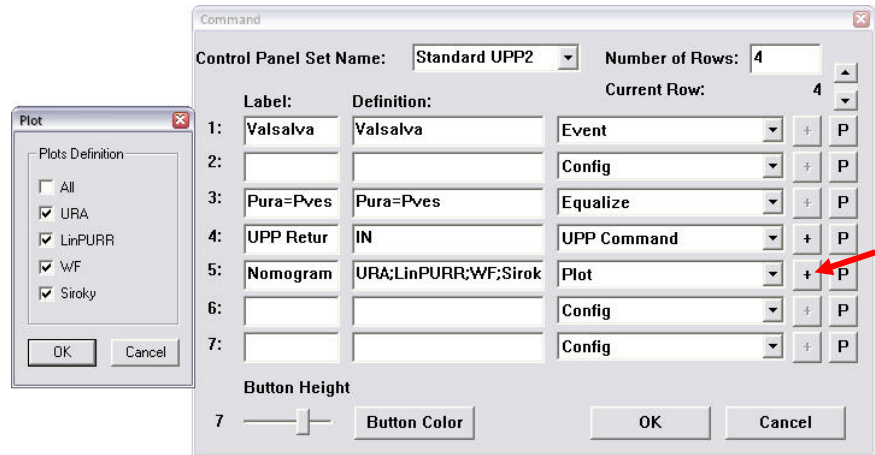 Command
Control Panel Set Name: Standard UPP2 Number of Rows: 4
Current Row: 4
Label: Definition:
1: Valsalva Valsalva Event + P
2: Config + P
3: Pura=Pves Pura=Pves Equalize + P
4: UPP Retur IN UPP Command + P
5: Nomogram URA;LinPURR;WF;Sirok Plot + P
6: Config + P
7: Config + P
Button Height
7 Button Color OK Cancel
Plot
Plots Definition
All
URA
LinPURR
WF
Siroky
OK Cancel